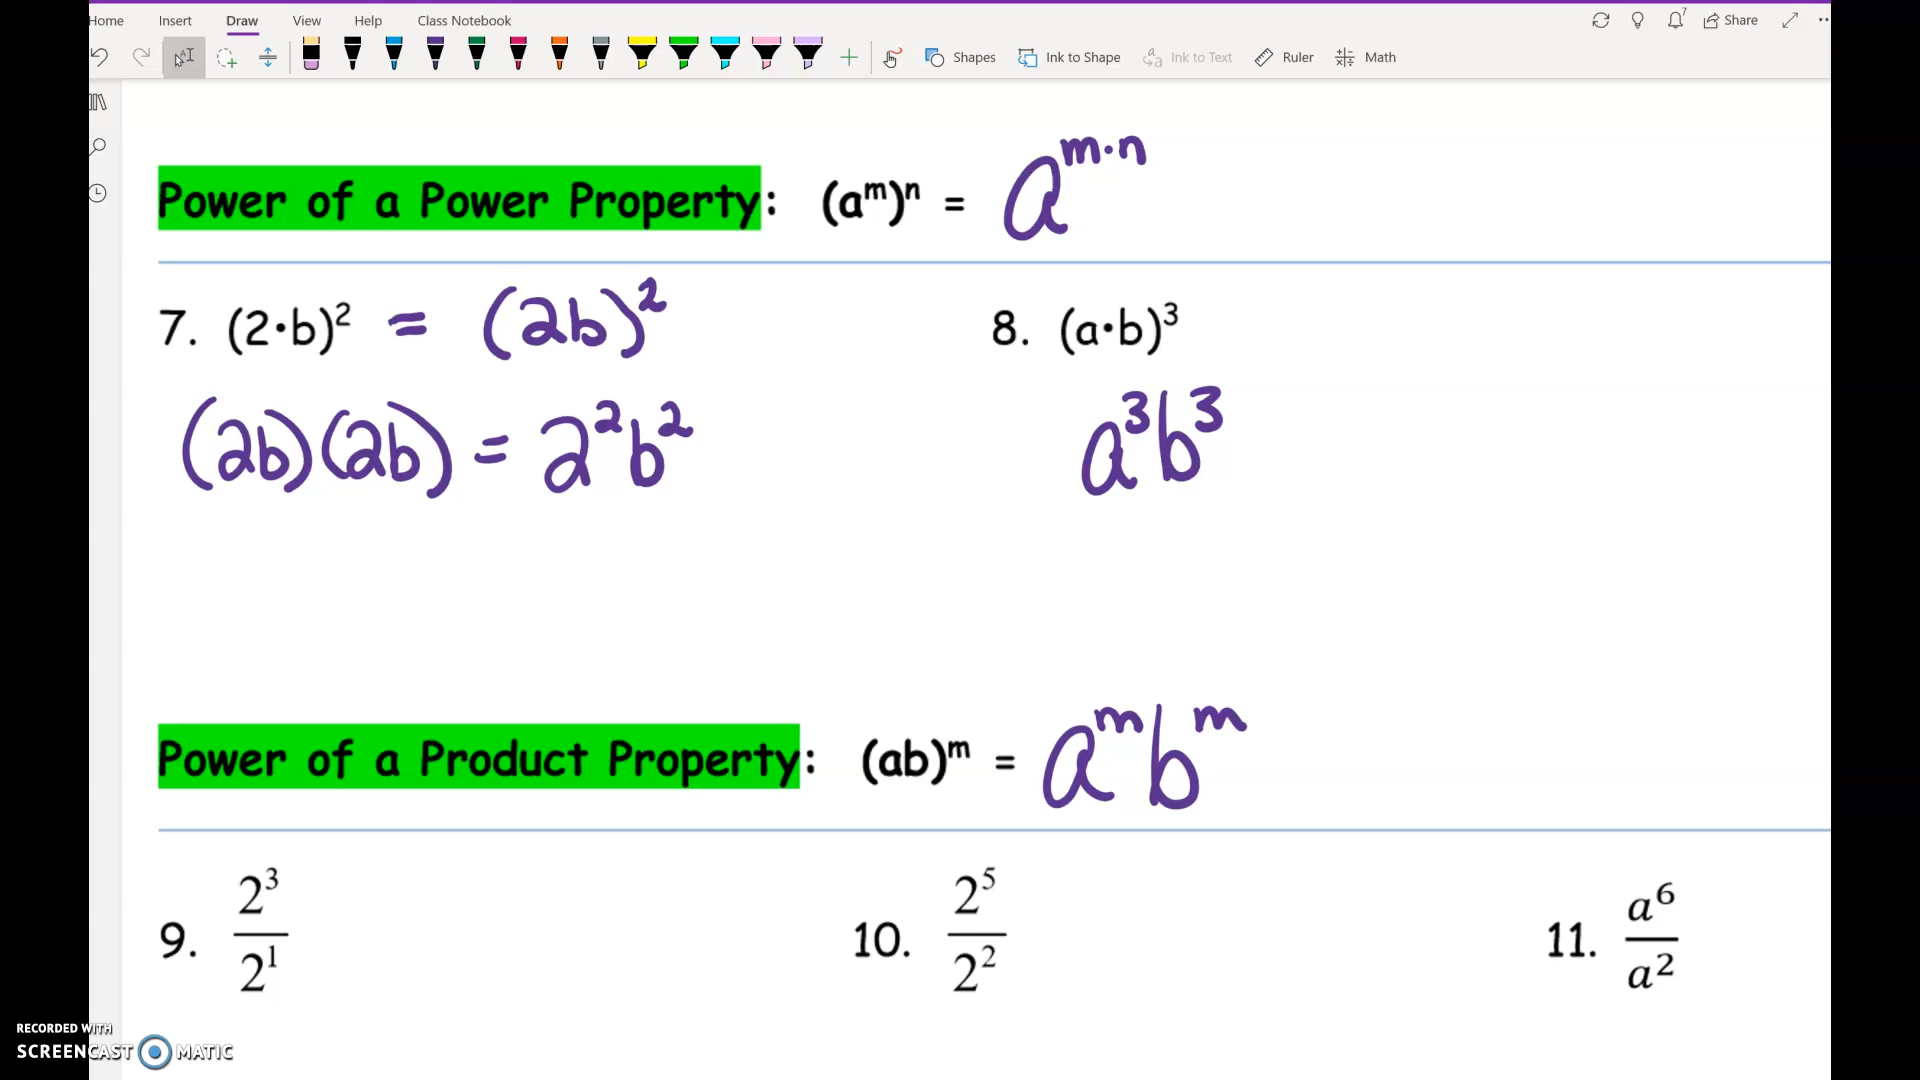 Home Insert Draw View Help Class Notebook 7 Share
Shapes Ink to Shape Ink to Text Ruler Math
Power of a Power Property: (aᵐ)ⁿ = aᵐ·ⁿ
7. (2·b)² = (2b)² 8. (a·b)³
(2b)(2b) = 2²b² a³b³
Power of a Product Property: (ab)ᵐ = aᵐbᵐ
9. 2³/2¹ 10. 2⁵/2² 11. a⁶/a²
RECORDED WITH
SCREENCAST MATIC